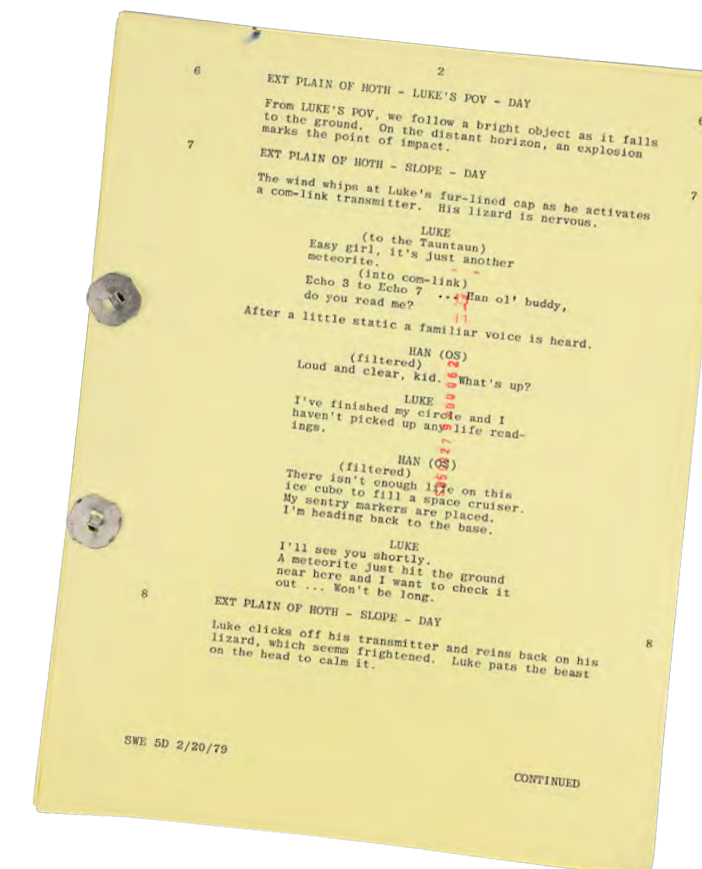 2
6 EXT PLAIN OF HOTH - LUKE'S POV - DAY 6
From LUKE'S POV, we follow a bright object as it falls
to the ground. On the distant horizon, an explosion
marks the point of impact.
7 EXT PLAIN OF HOTH - SLOPE - DAY 7
The wind whips at Luke's fur-lined cap as he activates
a com-link transmitter. His lizard is nervous.
LUKE
(to the Tauntaun)
Easy girl, it's just another
meteorite.
(into com-link)
Echo 3 to Echo 7 ... Han ol' buddy,
do you read me?
After a little static a familiar voice is heard.
HAN (OS)
(filtered)
Loud and clear, kid. What's up?
LUKE
I've finished my circle and I
haven't picked up any life read-
ings.
HAN (OS)
(filtered)
There isn't enough life on this
ice cube to fill a space cruiser.
My sentry markers are placed.
I'm heading back to the base.
LUKE
I'll see you shortly.
A meteorite just hit the ground
near here and I want to check it
out ... Won't be long.
8 EXT PLAIN OF HOTH - SLOPE - DAY 8
Luke clicks off his transmitter and reins back on his
lizard, which seems frightened. Luke pats the beast
on the head to calm it.
SWE 5D 2/20/79
CONTINUED